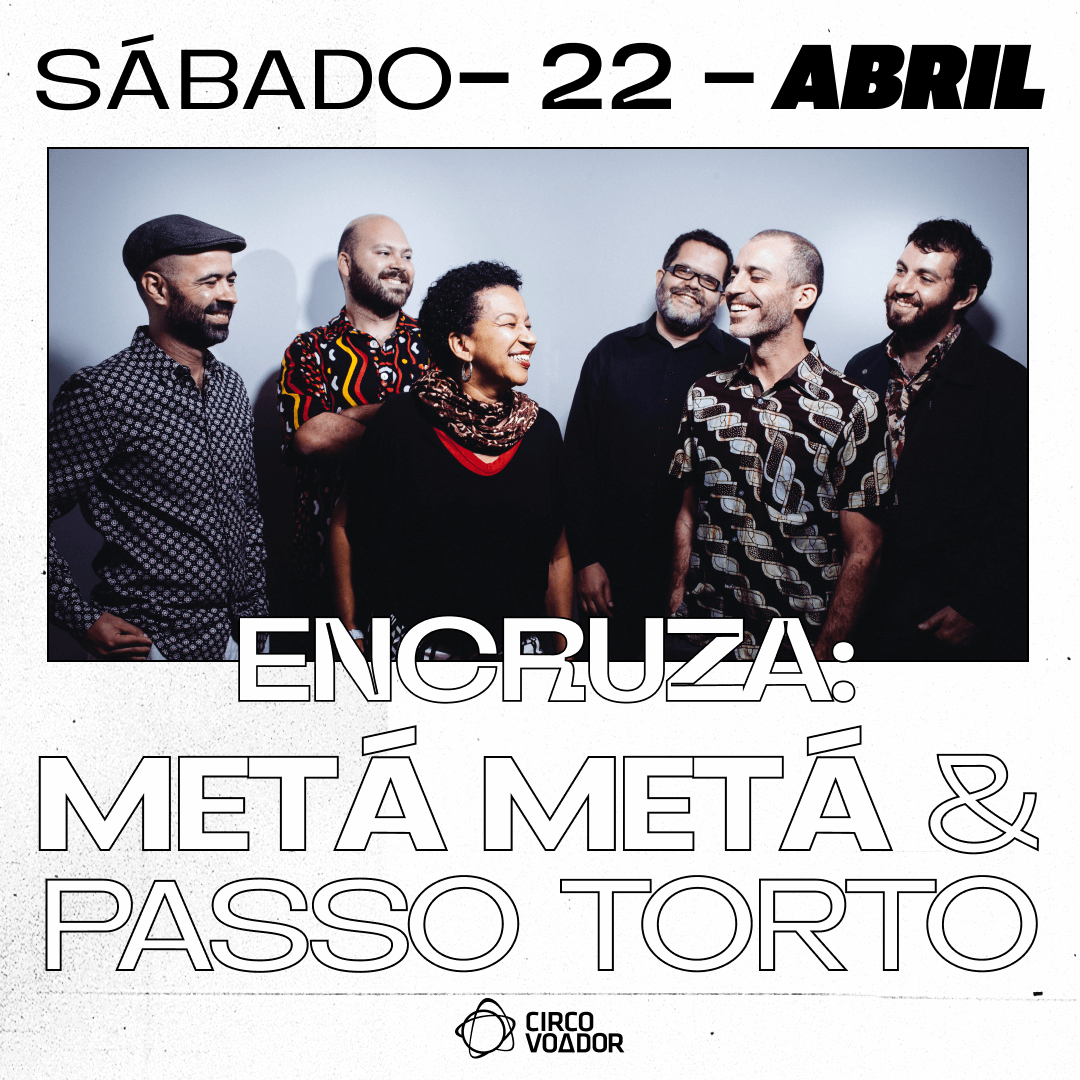 SÁBADO– 22 – ABRIL
ENCRUZA:
METÁ METÁ &
PASSO TORTO
CIRCO
VOADOR